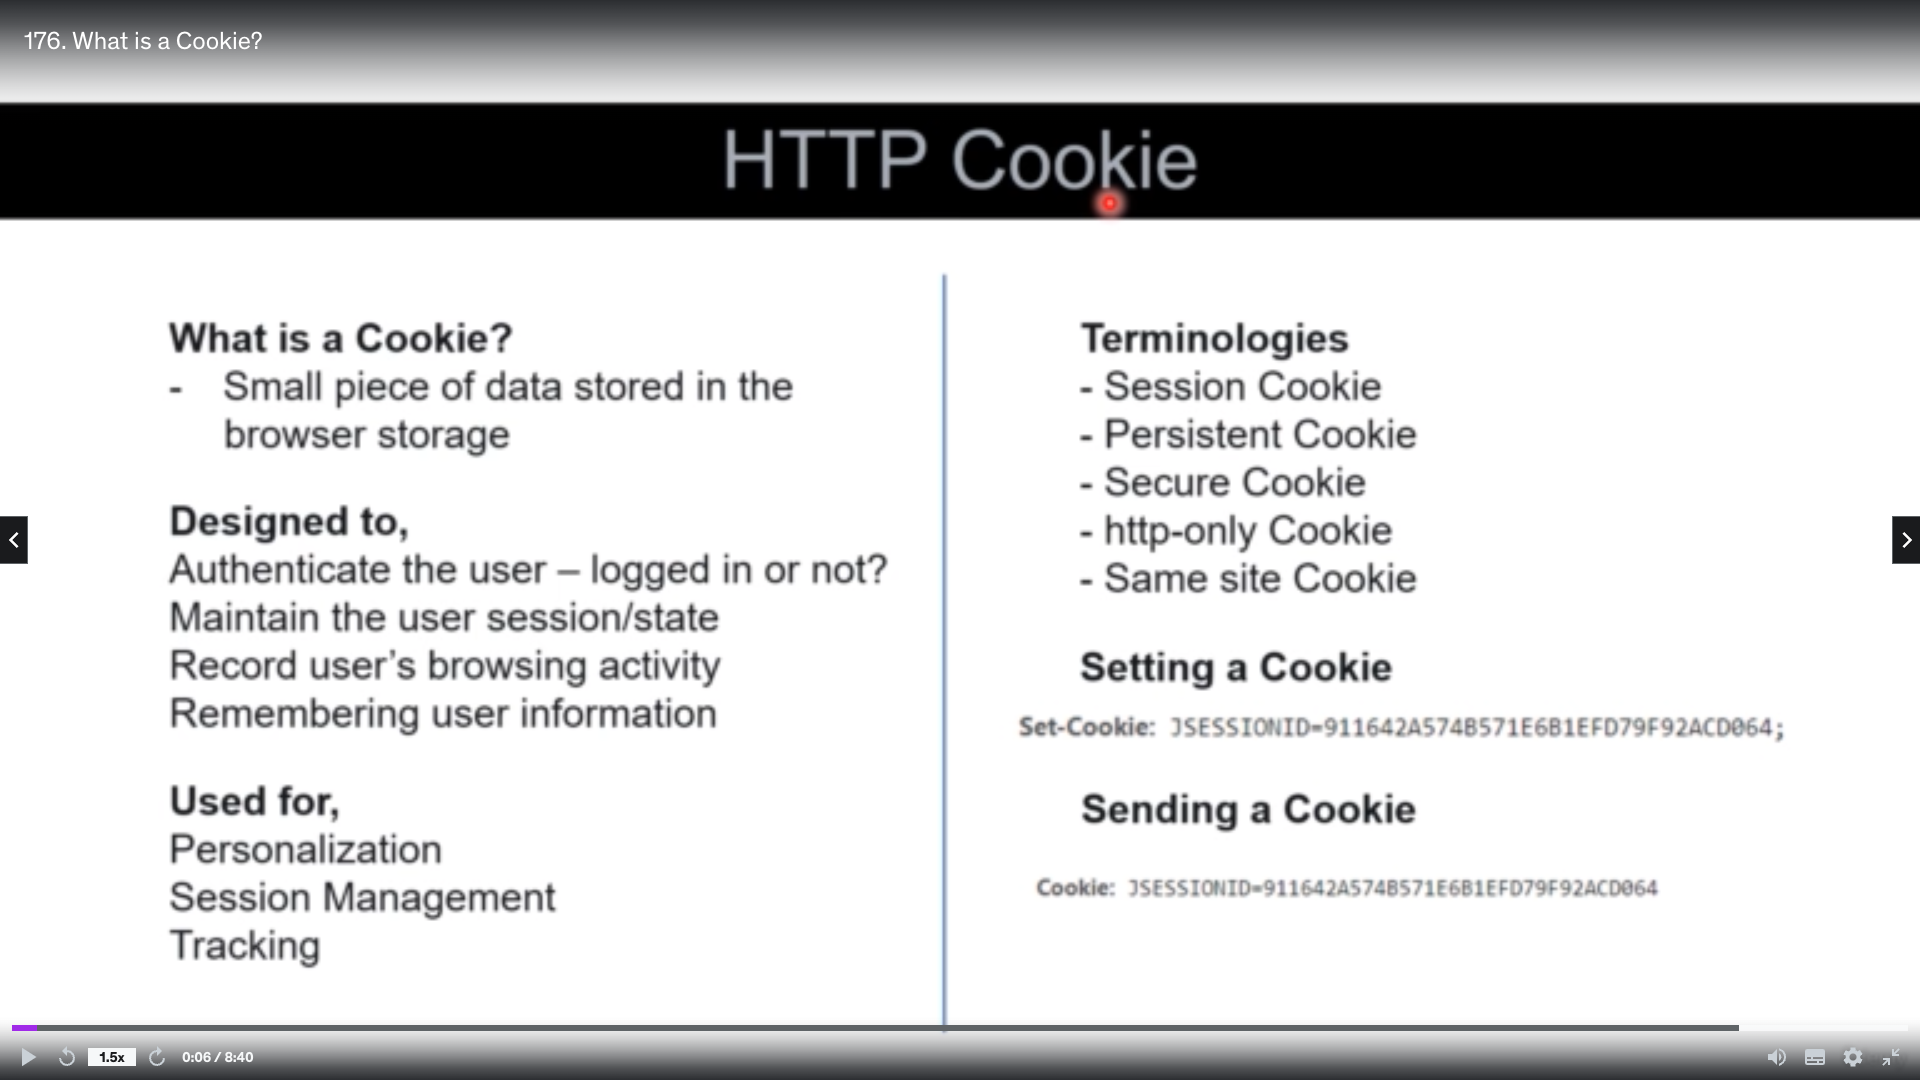 176. What is a Cookie?
HTTP Cookie
What is a Cookie?
- Small piece of data stored in the
browser storage
Designed to,
Authenticate the user – logged in or not?
Maintain the user session/state
Record user’s browsing activity
Remembering user information
Used for,
Personalization
Session Management
Tracking
Terminologies
- Session Cookie
- Persistent Cookie
- Secure Cookie
- http-only Cookie
- Same site Cookie
Setting a Cookie
Set-Cookie: JSESSIONID=911642A574B571E6B1EFD79F92ACD064;
Sending a Cookie
Cookie: JSESSIONID=911642A574B571E6B1EFD79F92ACD064
1.5x
0:06 / 8:40